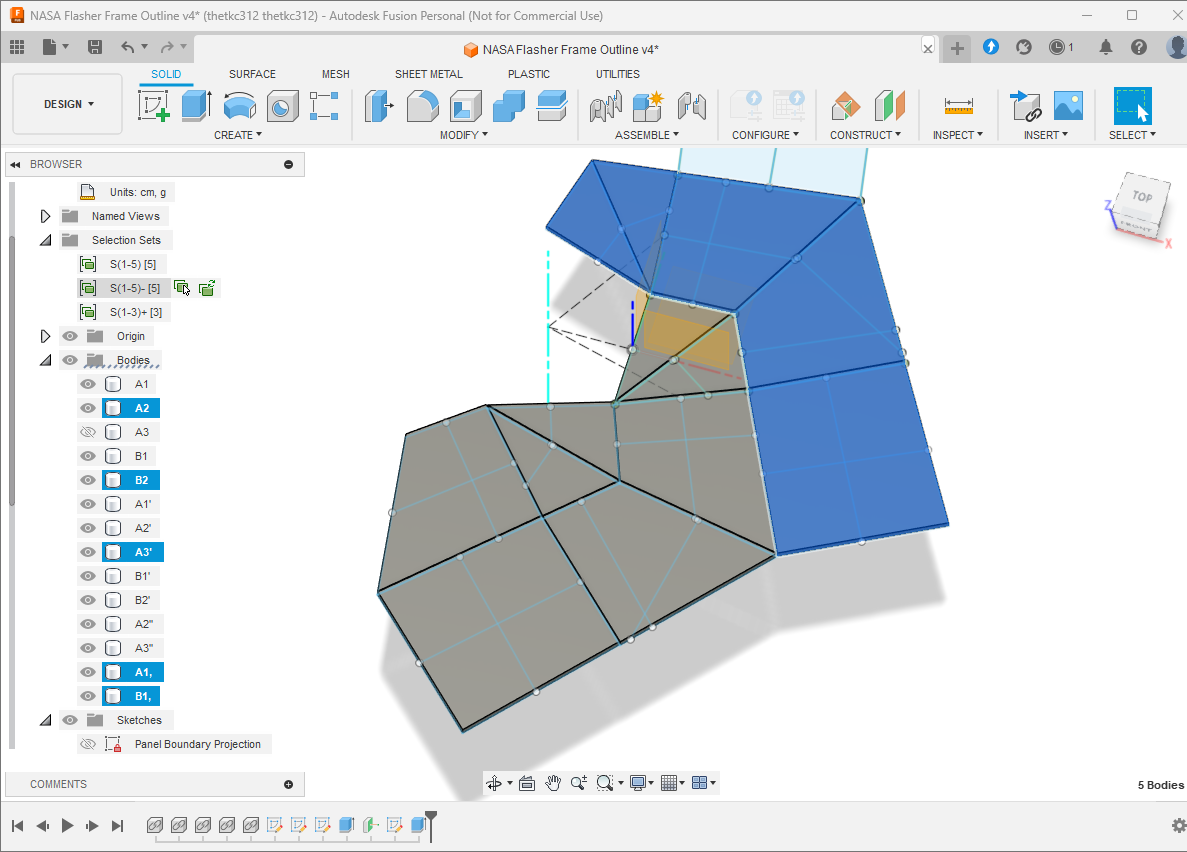 NASA Flasher Frame Outline v4* (thetkc312 thetkc312) - Autodesk Fusion Personal (Not for Commercial Use)
NASA Flasher Frame Outline v4*
1
SOLID SURFACE MESH SHEET METAL PLASTIC UTILITIES
DESIGN
CREATE MODIFY ASSEMBLE CONFIGURE CONSTRUCT INSPECT INSERT SELECT
BROWSER
Units: cm, g
Named Views
Selection Sets
S(1-5) [5]
S(1-5)- [5]
S(1-3)+ [3]
Origin
Bodies
A1
A2
A3
B1
B2
A1'
A2'
A3'
B1'
B2'
A2"
A3"
A1,
B1,
Sketches
Panel Boundary Projection
TOP
FRONT
Z
X
COMMENTS
5 Bodies